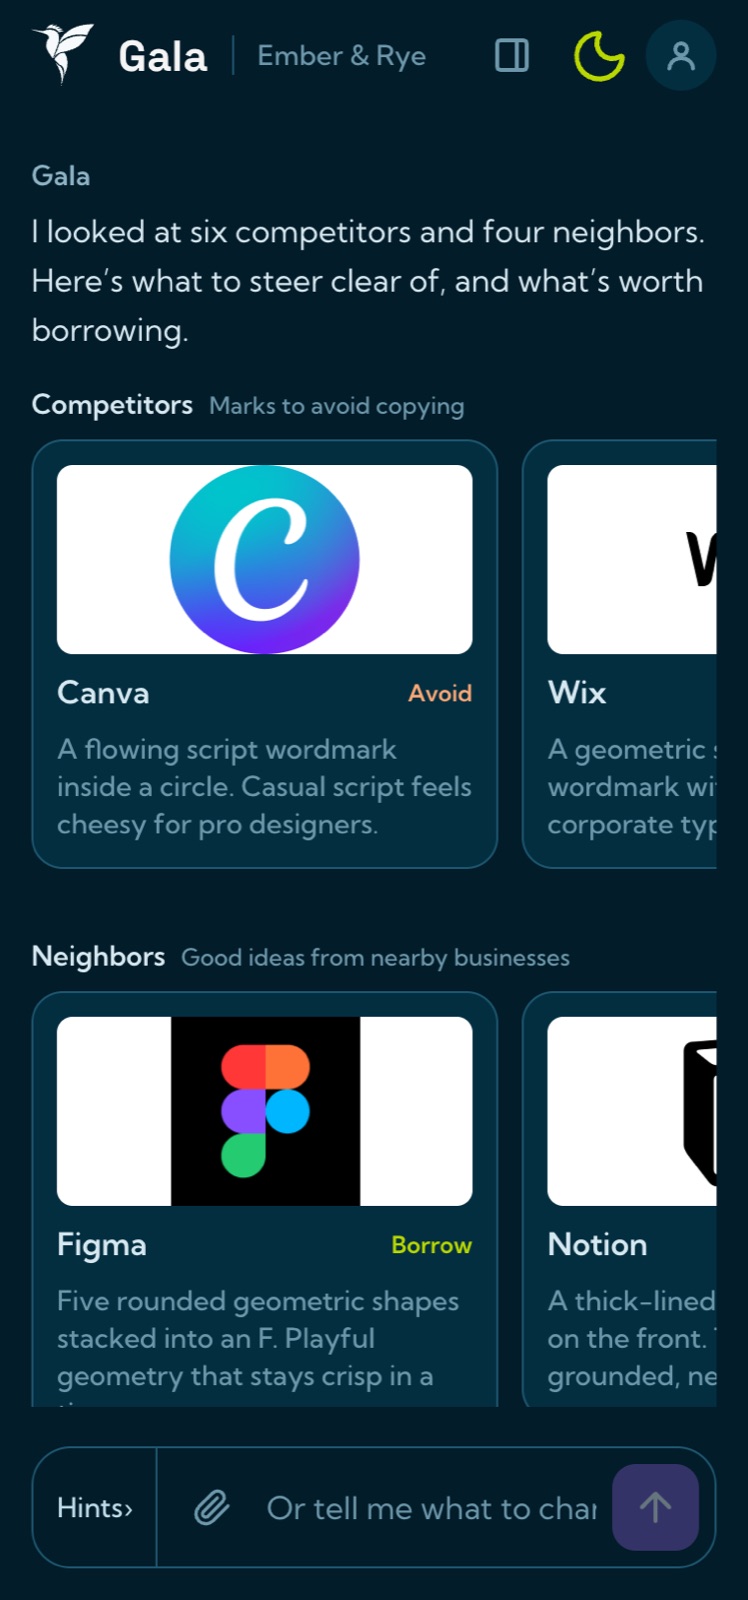 Gala
Ember & Rye
Gala
I looked at six competitors and four neighbors.
Here’s what to steer clear of, and what’s worth
borrowing.
Competitors Marks to avoid copying
Canva Avoid
A flowing script wordmark
inside a circle. Casual script feels
cheesy for pro designers.
Wix
A geometric
wordmark
corporate
Neighbors Good ideas from nearby businesses
Figma Borrow
Five rounded geometric shapes
stacked into an F. Playful
geometry that stays crisp in a
Notion
A thick-lined
on the front.
grounded,
Hints›
Or tell me what to